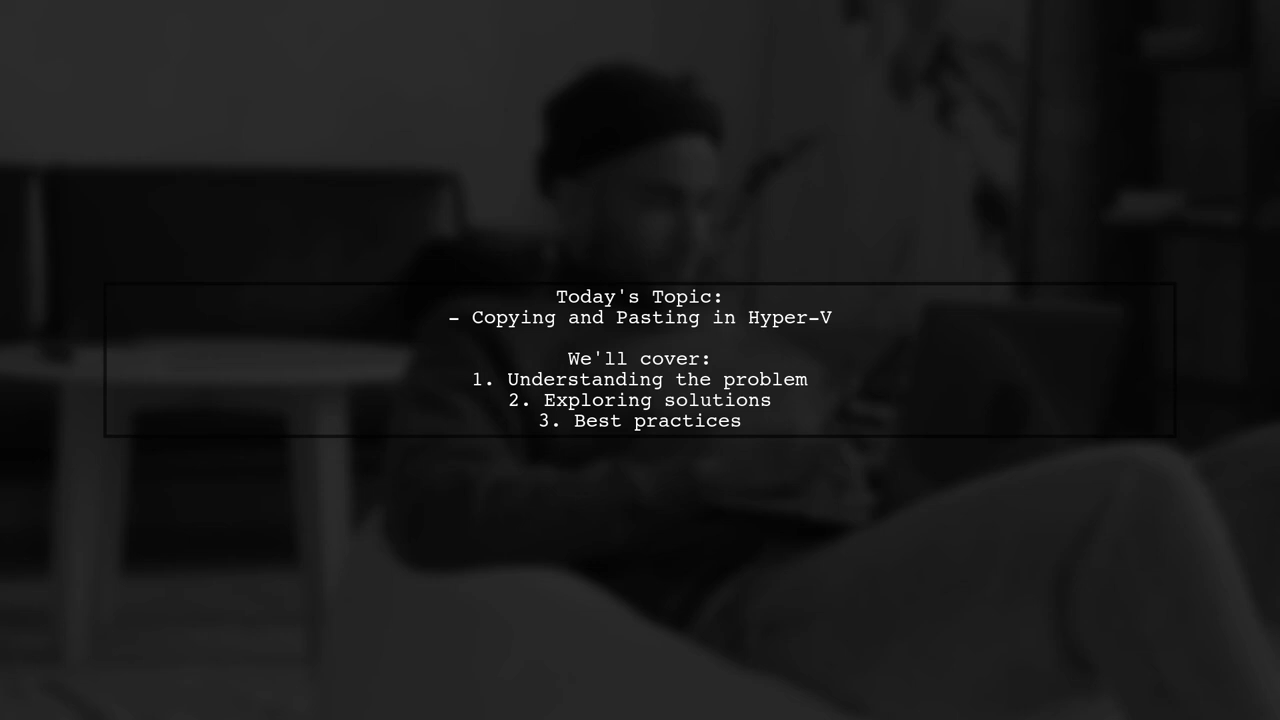 Today's Topic:
- Copying and Pasting in Hyper-V
We'll cover:
1. Understanding the problem
2. Exploring solutions
3. Best practices